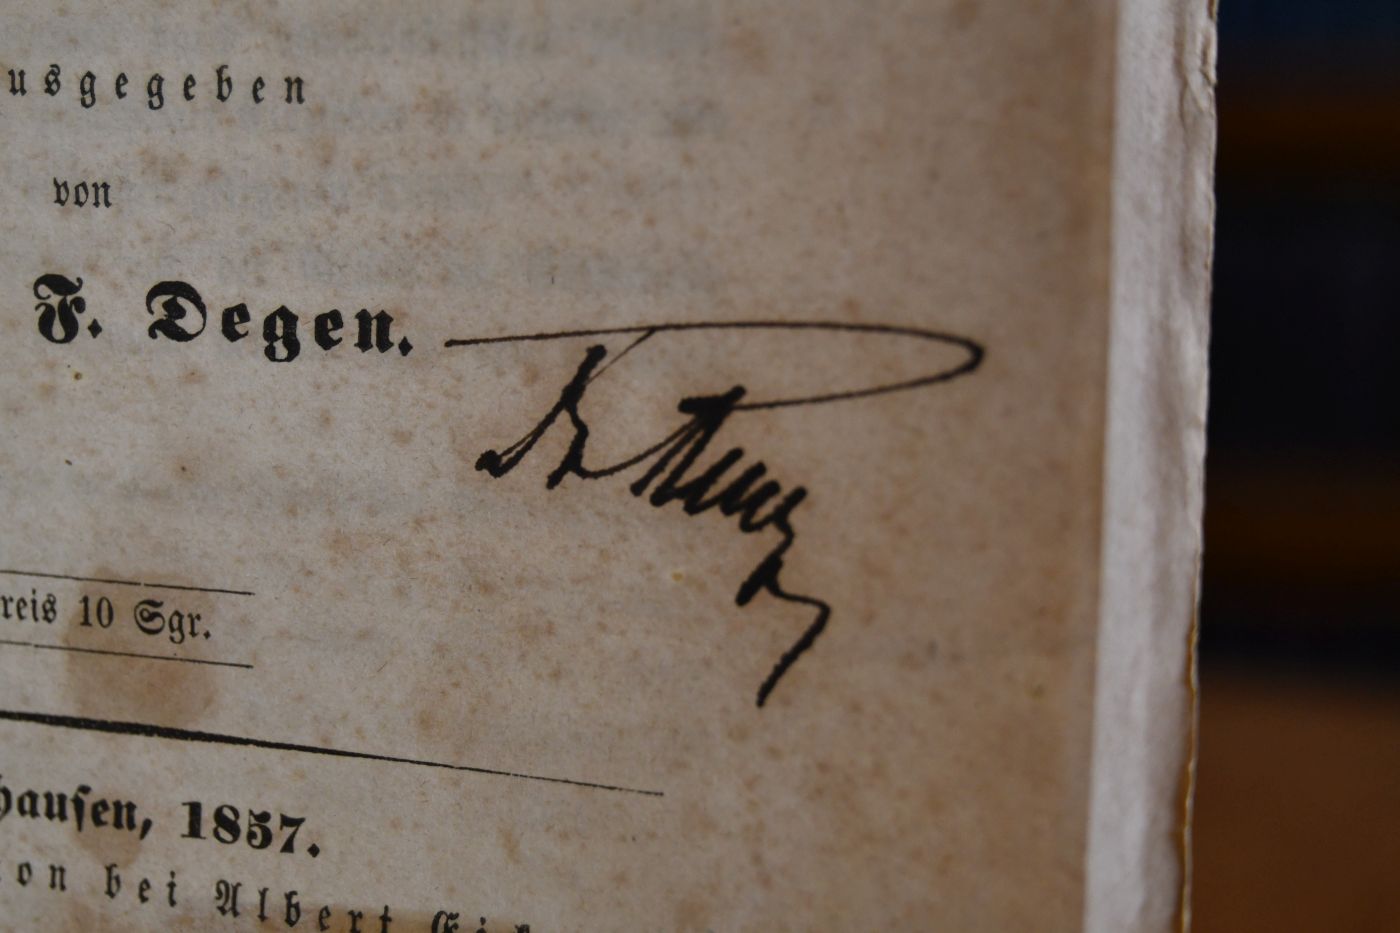 usgegeben
von
F. Degen.
reis 10 Sgr.
hausen, 1857.
on bei Albert